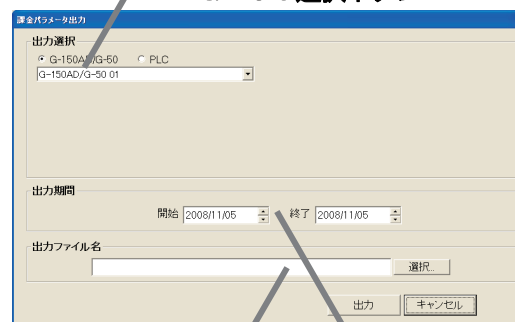 課金パラメータ出力
出力選択
G-150AD/G-50 PLC
G-150AD/G-50 01
出力期間
開始 2008/11/05 終了 2008/11/05
出力ファイル名
選択...
出力 キャンセル